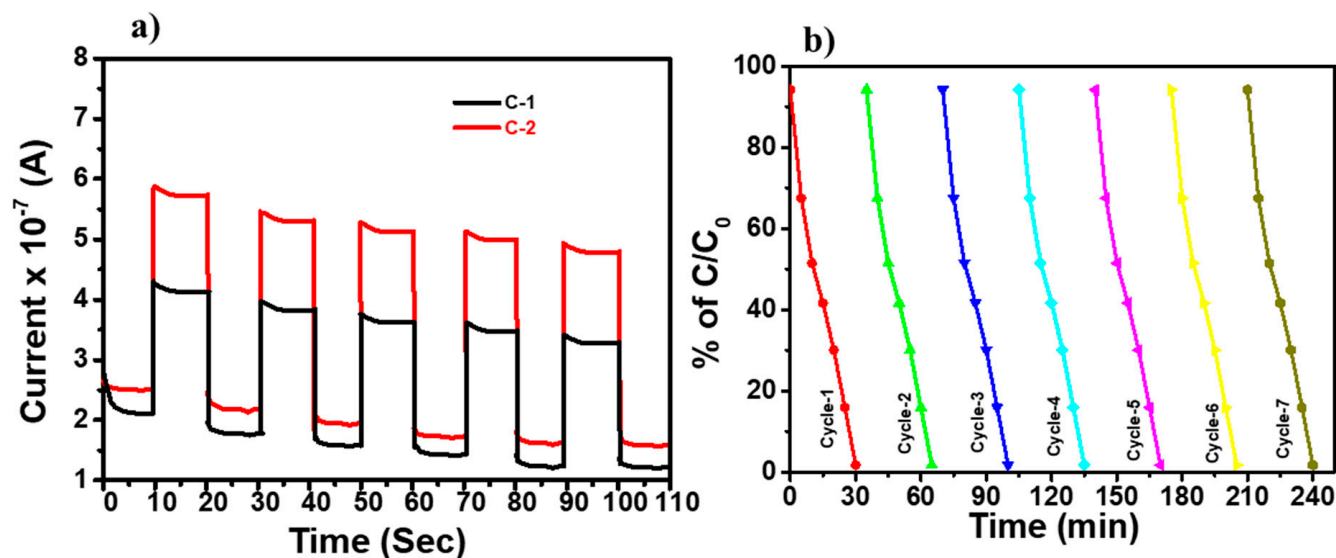 a)
8
7
6
5
4
3
2
1
Current x 10⁻⁷ (A)
C-1
C-2
0 10 20 30 40 50 60 70 80 90 100 110
Time (Sec)
b)
100
80
60
40
20
0
% of C/C₀
Cycle-1
Cycle-2
Cycle-3
Cycle-4
Cycle-5
Cycle-6
Cycle-7
0 30 60 90 120 150 180 210 240
Time (min)